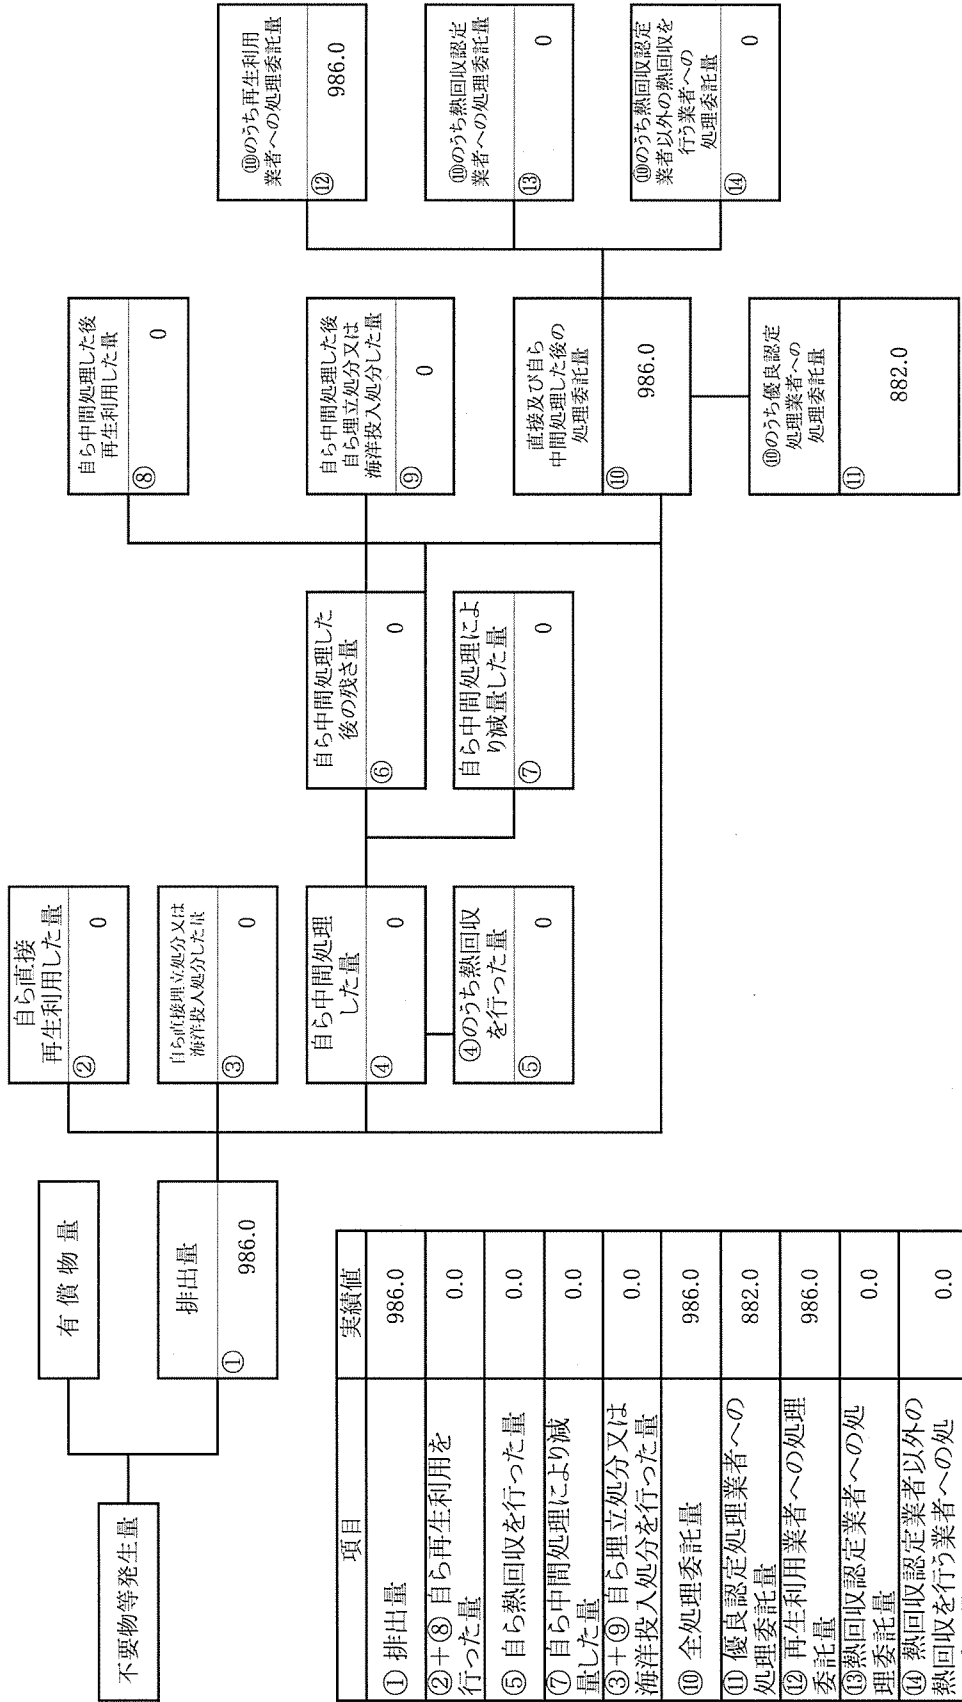 不要物等発生量
有償物量
排出量
① 986.0
自ら直接
再生利用した量
② 0
自ら直接埋立処分又は
海洋投入処分した量
③ 0
自ら中間処理
した量
④ 0
④のうち熱回収
を行った量
⑤ 0
自ら中間処理した
後の残さ量
⑥ 0
自ら中間処理によ
り減量した量
⑦ 0
自ら中間処理した後
再生利用した量
⑧ 0
自ら中間処理した後
自ら埋立処分又は
海洋投入処分した量
⑨ 0
直接及び自ら
中間処理した後の
処理委託量
⑩ 986.0
⑩のうち優良認定
処理業者への
処理委託量
⑪ 882.0
⑩のうち再生利用
業者への処理委託量
⑫ 986.0
⑩のうち熱回収認定
業者への処理委託量
⑬ 0
⑩のうち熱回収認定
業者以外の熱回収を
行う業者への
処理委託量
⑭ 0
項目 実績値
① 排出量 986.0
②+⑧ 自ら再生利用を
行った量 0.0
⑤ 自ら熱回収を行った量 0.0
⑦ 自ら中間処理により減
量した量 0.0
③+⑨ 自ら埋立処分又は
海洋投入処分を行った量 0.0
⑩ 全処理委託量 986.0
⑪ 優良認定処理業者への
処理委託量 882.0
⑫ 再生利用業者への処理
委託量 986.0
⑬熱回収認定業者への処
理委託量 0.0
⑭ 熱回収認定業者以外の
熱回収を行う業者への処 0.0